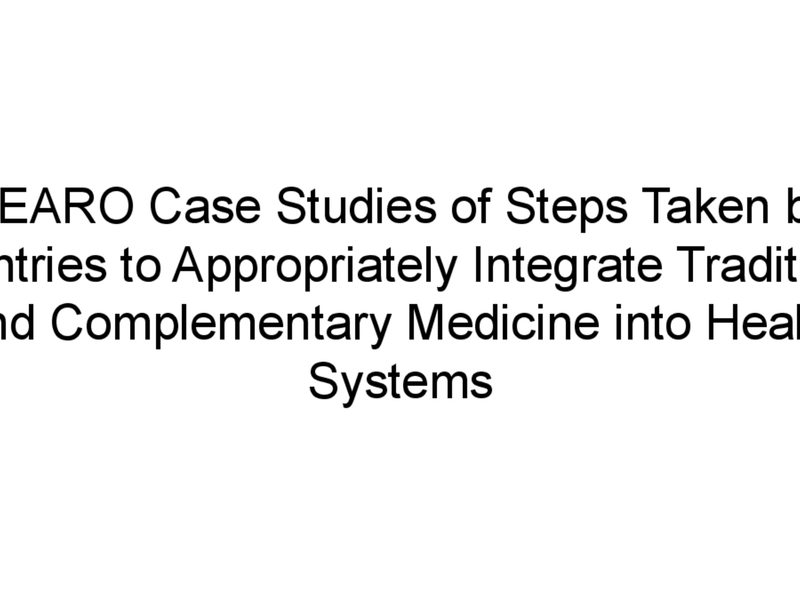 EARO Case Studies of Steps Taken b
ntries to Appropriately Integrate Tradit
nd Complementary Medicine into Heal
Systems